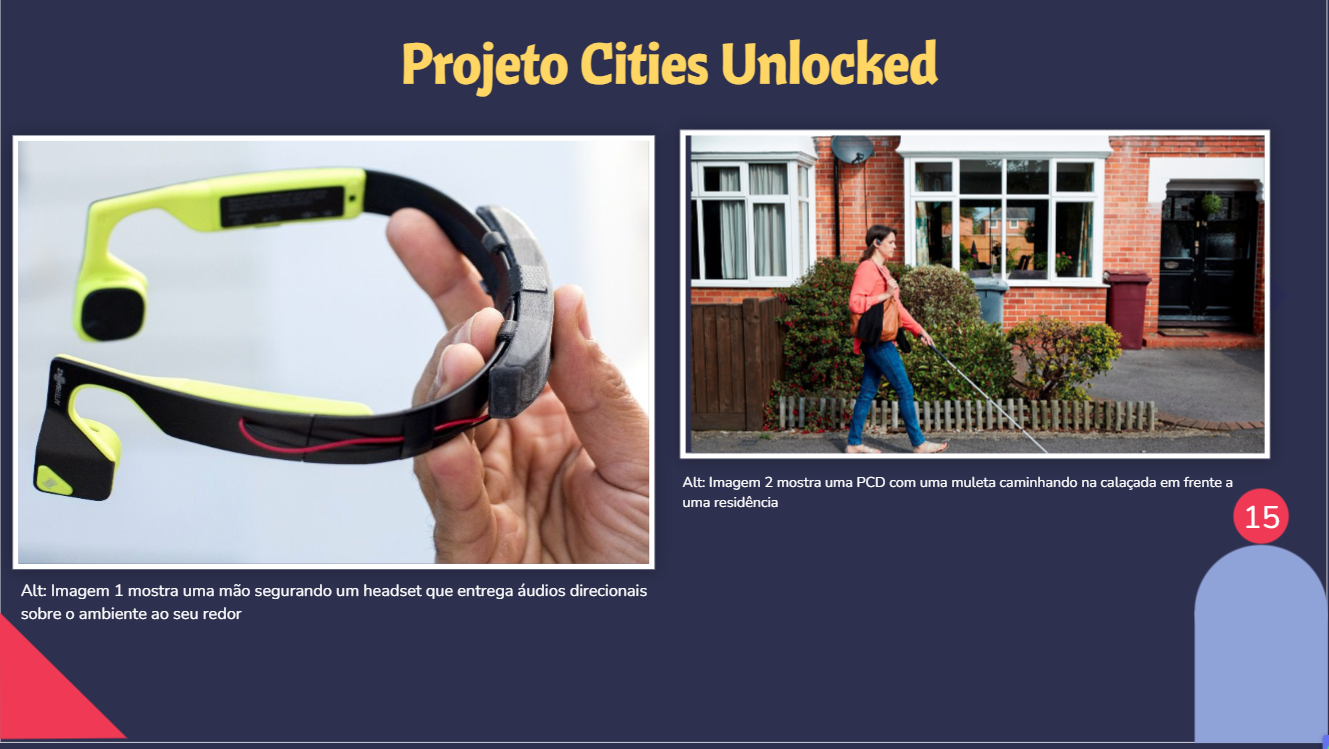 Projeto Cities Unlocked
Alt: Imagem 1 mostra uma mão segurando um headset que entrega áudios direcionais
sobre o ambiente ao seu redor
Alt: Imagem 2 mostra uma PCD com uma muleta caminhando na calaçada em frente a
uma residência
15